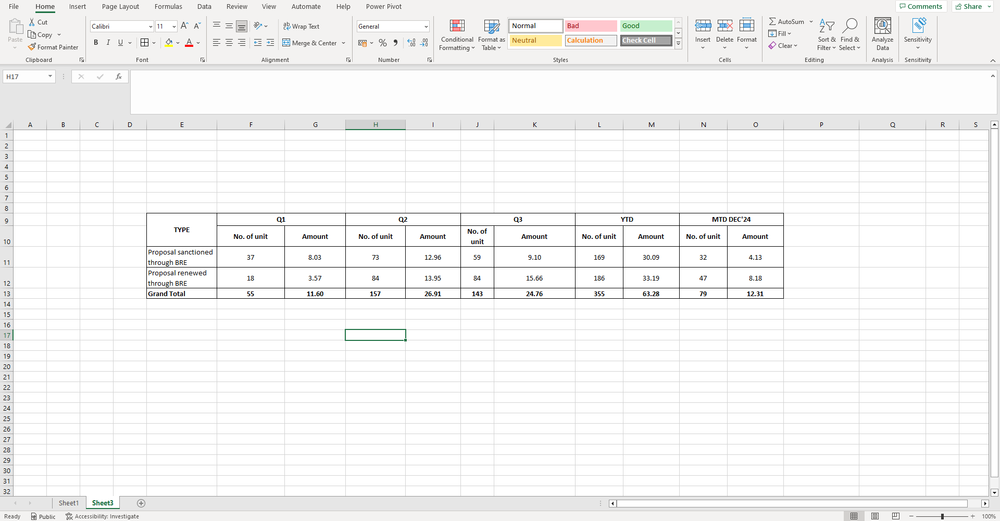 File Home Insert Page Layout Formulas Data Review View Automate Help Power Pivot Comments Share
Paste Cut Copy Format Painter Clipboard
Calibri 11 B I U A Font
Wrap Text Merge & Center Alignment
General % Number
Conditional Formatting Format as Table
Normal Bad Good
Neutral Calculation Check Cell
Styles
Insert Delete Format Cells
AutoSum Fill Clear Sort & Filter Find & Select Editing
Analyze Data Analysis
Sensitivity Sensitivity
H17 fx
A B C D E F G H I J K L M N O P Q R S
1
2
3
4
5
6
7
8
9 TYPE Q1 Q2 Q3 YTD MTD DEC'24
10 No. of unit Amount No. of unit Amount No. of unit Amount No. of unit Amount No. of unit Amount
11 Proposal sanctioned through BRE 37 8.03 73 12.96 59 9.10 169 30.09 32 4.13
12 Proposal renewed through BRE 18 3.57 84 13.95 84 15.66 186 33.19 47 8.18
13 Grand Total 55 11.60 157 26.91 143 24.76 355 63.28 79 12.31
14
15
16
17
18
19
20
21
22
23
24
25
26
27
28
29
30
31
32
Sheet1 Sheet3
Ready Public Accessibility: Investigate 100%